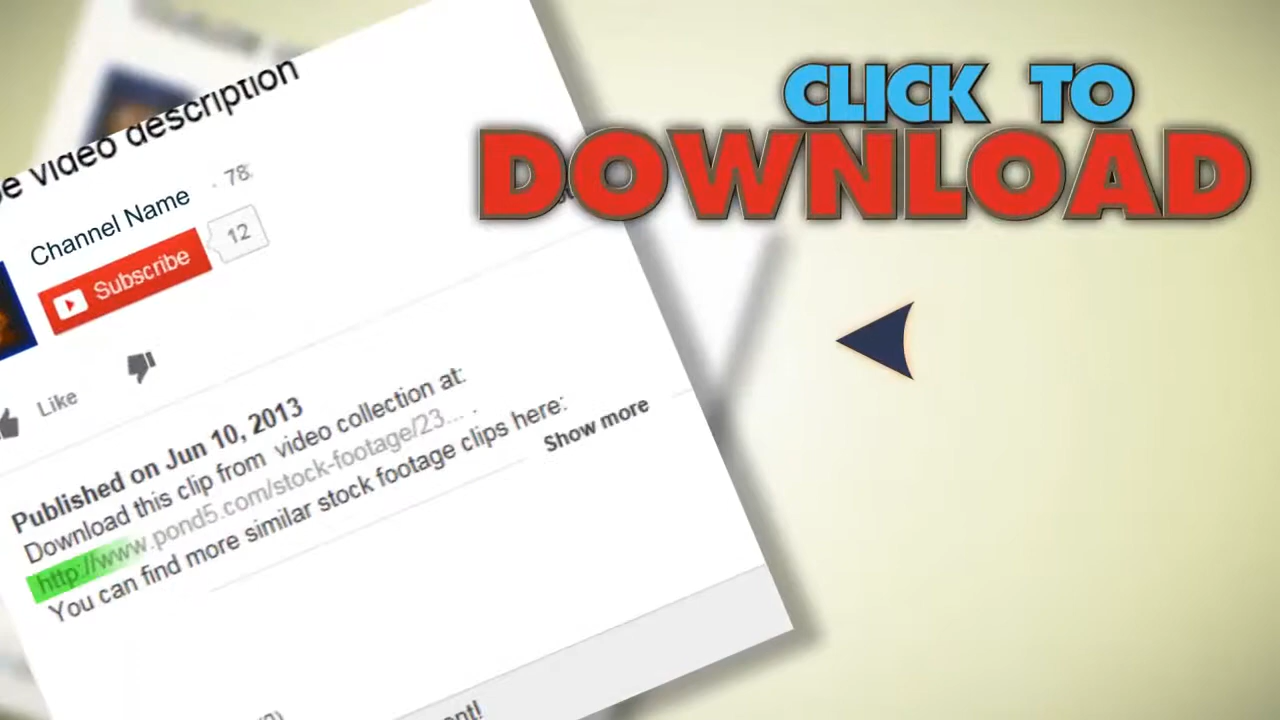 CLICK TO
DOWNLOAD
video description
Channel Name
78
Subscribe
12
Like
Published on Jun 10, 2013
Download this clip from video collection at:
http://www.pond5.com/stock-footage/23...
You can find more similar stock footage clips here:
Show more